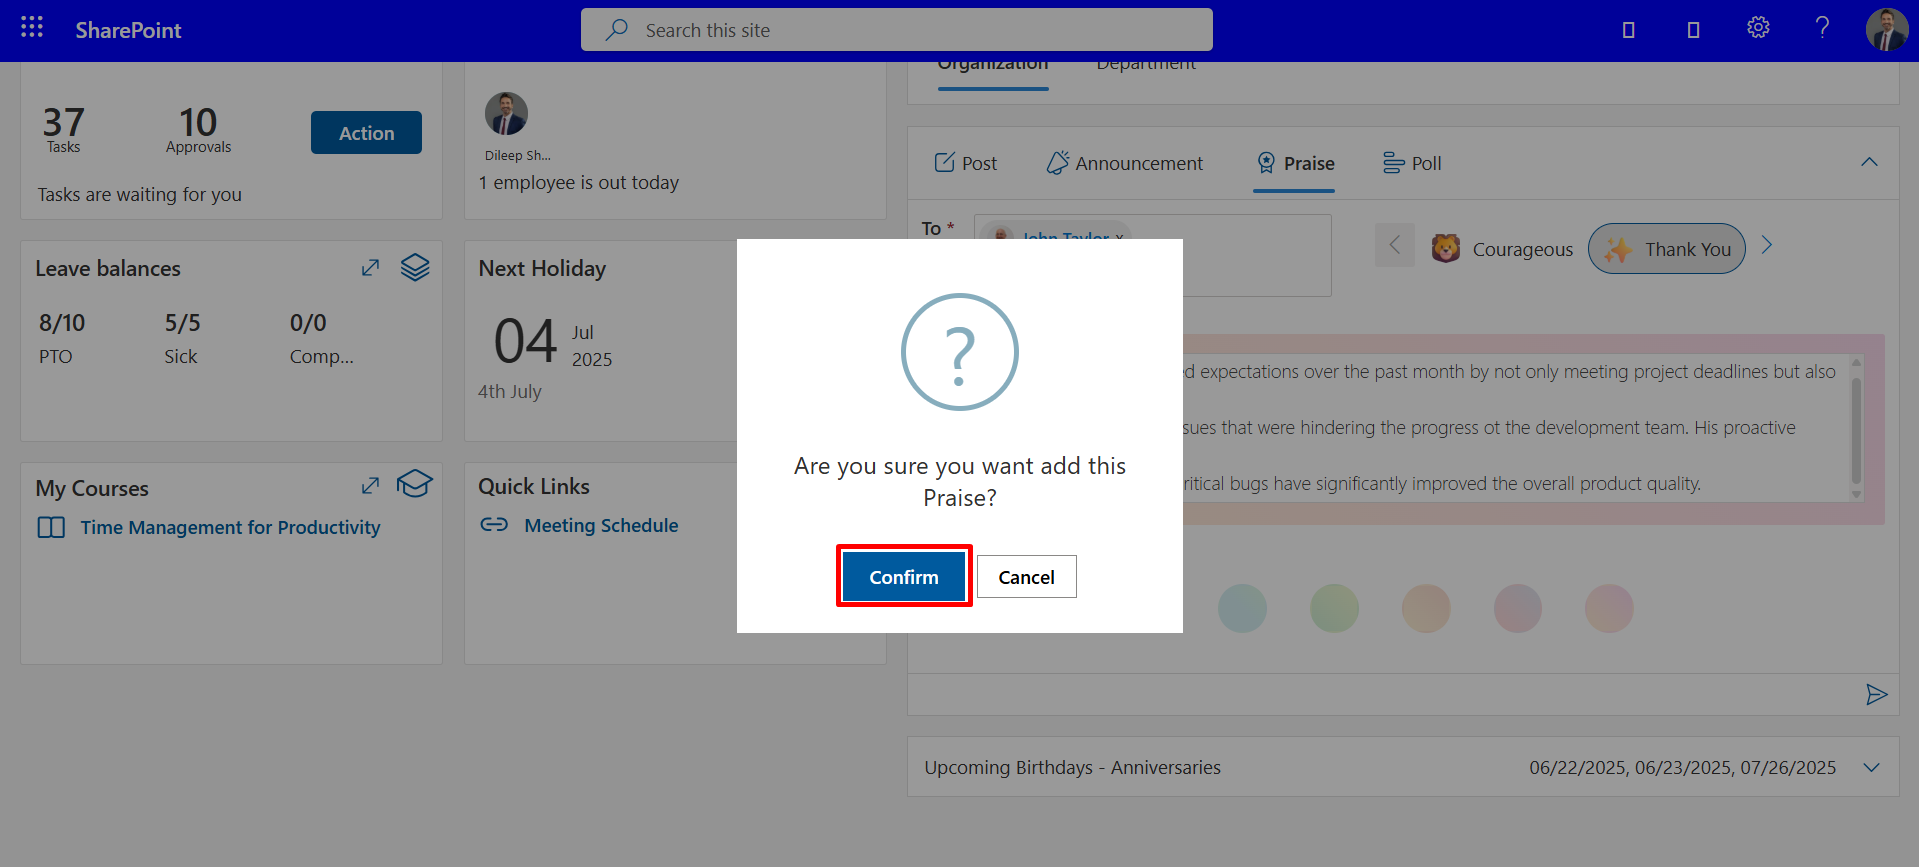 SharePoint
Search this site
?
Organization
Department
37
Tasks
10
Approvals
Action
Tasks are waiting for you
Dileep Sh...
1 employee is out today
Post
Announcement
Praise
Poll
To *
John Taylor x
Courageous
Thank You
Leave balances
8/10
PTO
5/5
Sick
0/0
Comp...
Next Holiday
04
Jul
2025
4th July
d expectations over the past month by not only meeting project deadlines but also
sues that were hindering the progress of the development team. His proactive
ritical bugs have significantly improved the overall product quality.
?
Are you sure you want add this
Praise?
Confirm
Cancel
My Courses
Time Management for Productivity
Quick Links
Meeting Schedule
Upcoming Birthdays - Anniversaries
06/22/2025, 06/23/2025, 07/26/2025